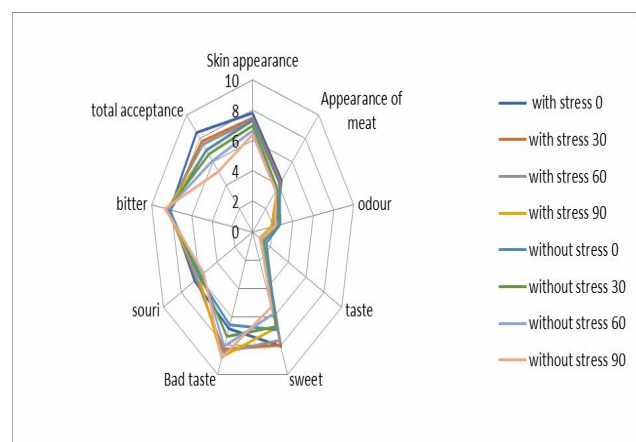 Skin appearance
10
8
6
4
2
0
Appearance of
meat
odour
taste
sweet
Bad taste
souri
bitter
total acceptance
with stress 0
with stress 30
with stress 60
with stress 90
without stress 0
without stress 30
without stress 60
without stress 90